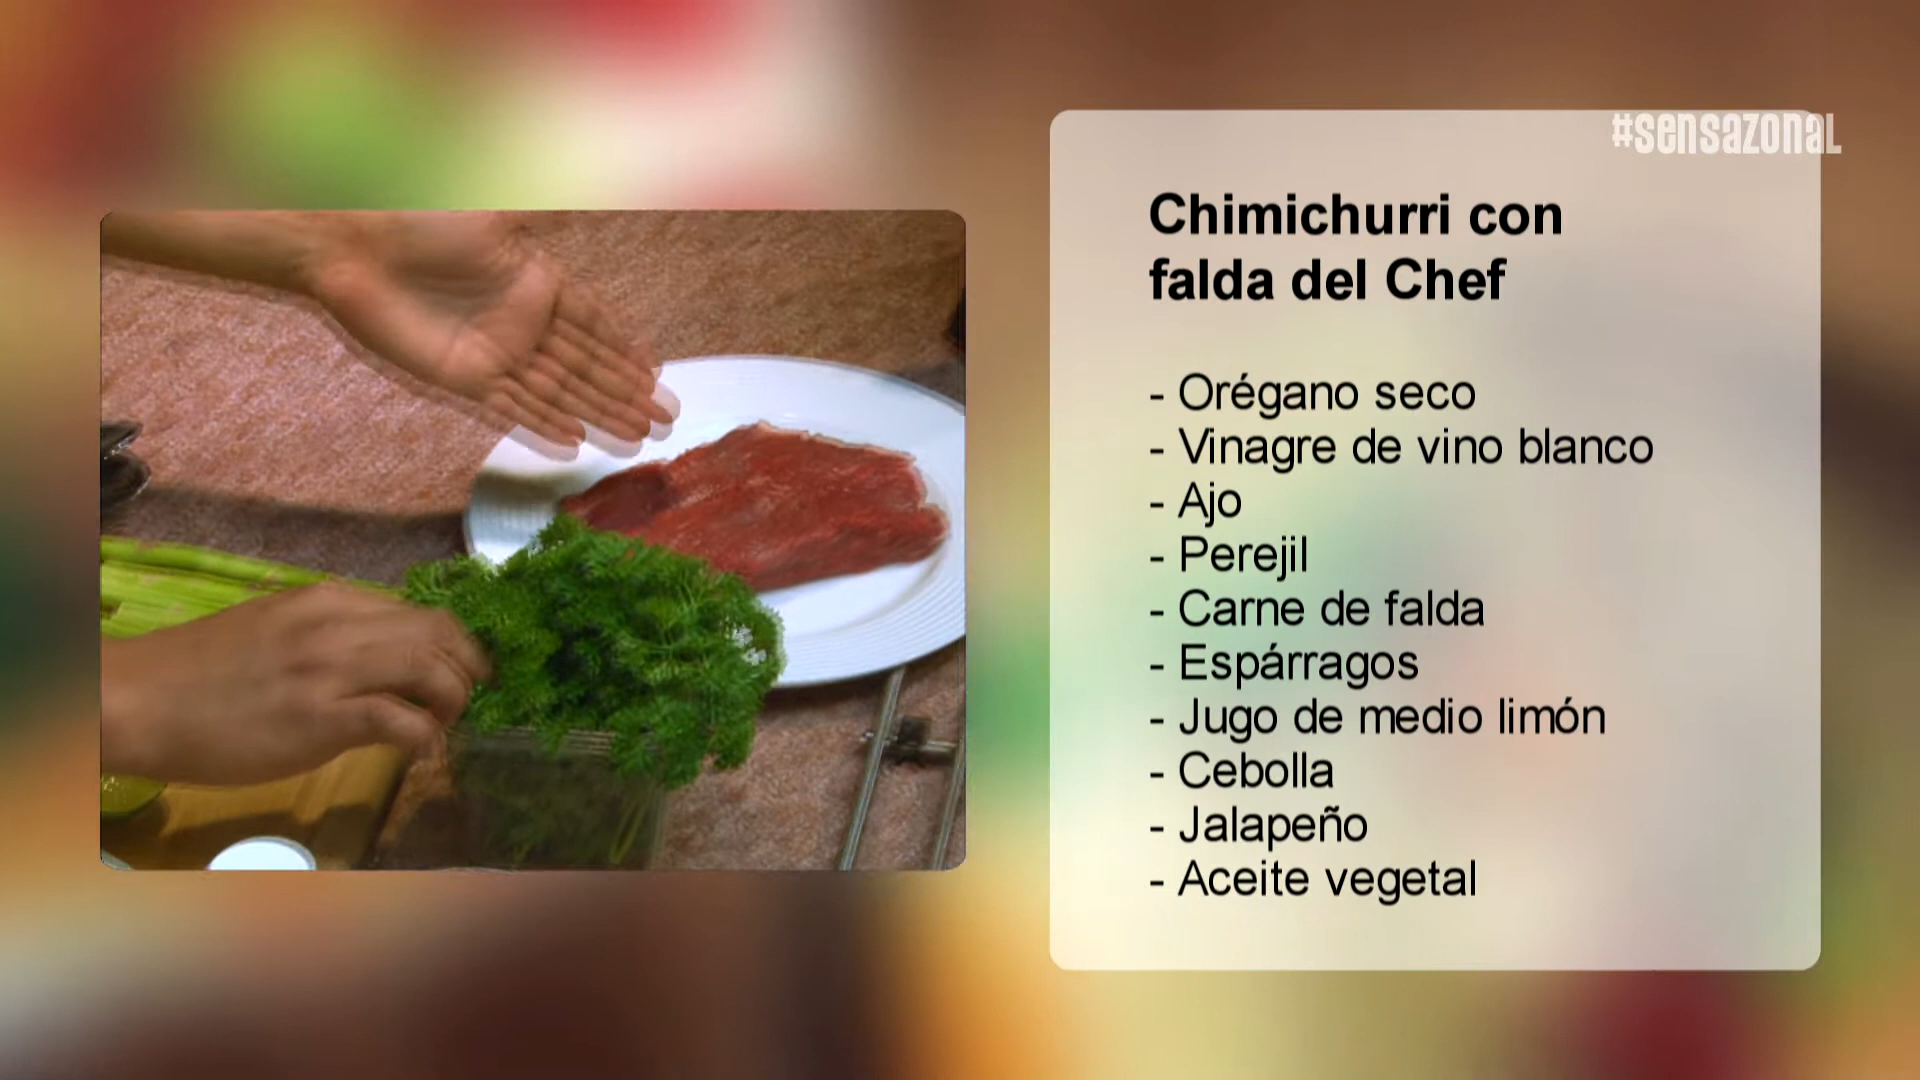 #sensazonal
Chimichurri con
falda del Chef
- Orégano seco
- Vinagre de vino blanco
- Ajo
- Perejil
- Carne de falda
- Espárragos
- Jugo de medio limón
- Cebolla
- Jalapeño
- Aceite vegetal